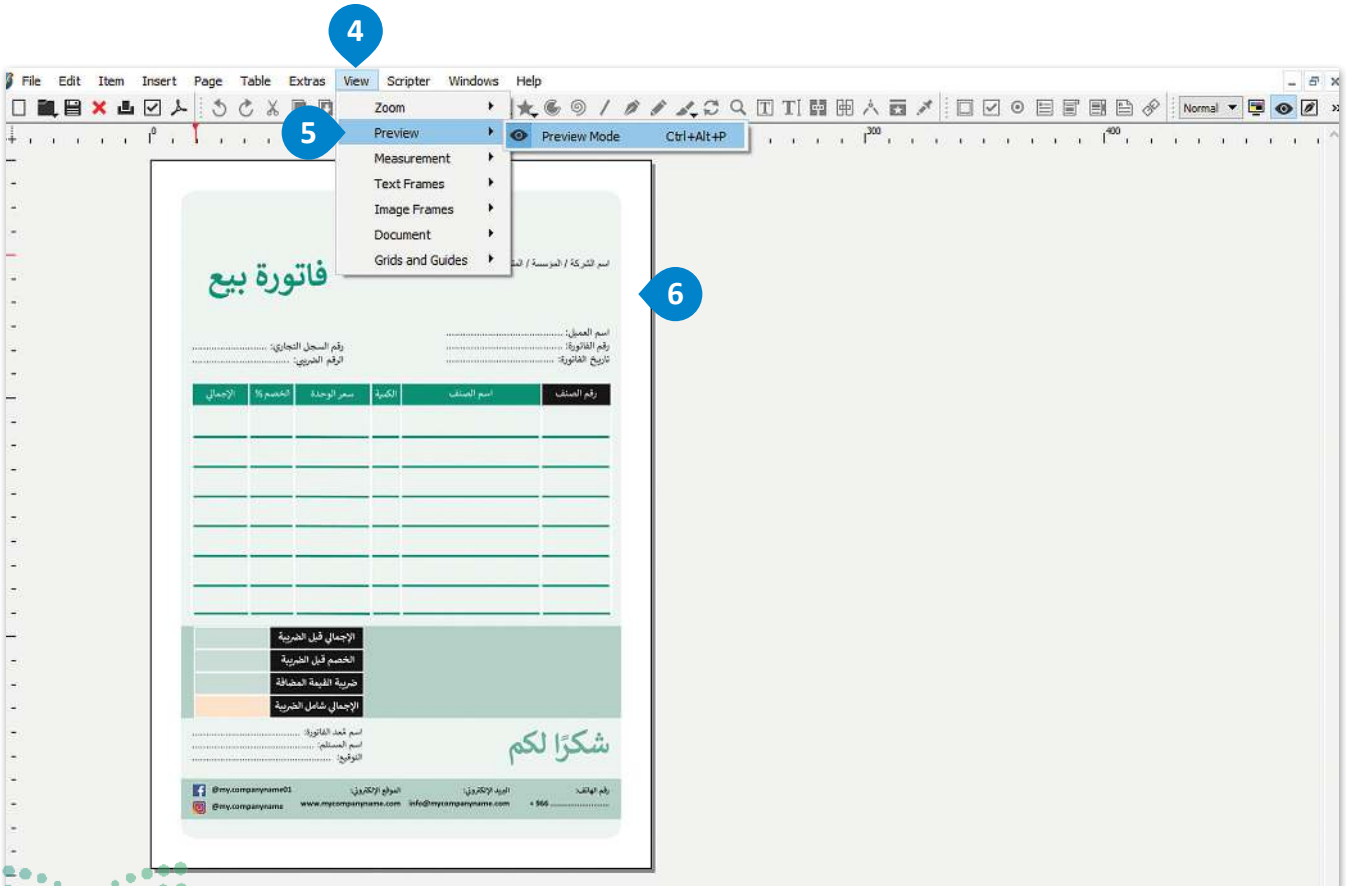 4
File Edit Item Insert Page Table Extras View Scripter Windows Help
Normal
Zoom
5
Preview
Preview Mode Ctrl+Alt+P
Measurement
Text Frames
Image Frames
Document
Grids and Guides
0
300
400
اسم الشركة / المؤسسة /
فاتورة بيع
6
اسم العميل:
رقم الفاتورة:
تاريخ الفاتورة:
رقم السجل التجاري:
الرقم الضريبي:
رقم الصنف اسم الصنف الكمية سعر الوحدة الخصم % الإجمالي
الإجمالي قبل الضريبة
الخصم قبل الضريبة
ضريبة القيمة المضافة
الإجمالي شامل الضريبة
شكرًا لكم
اسم مُعد الفاتورة:
اسم المستلم:
التوقيع:
رقم الهاتف: البريد الإلكتروني: الموقع الإلكتروني: @my.companyname01
+ 966 info@mycompanyname.com www.mycompanyname.com @my.companyname